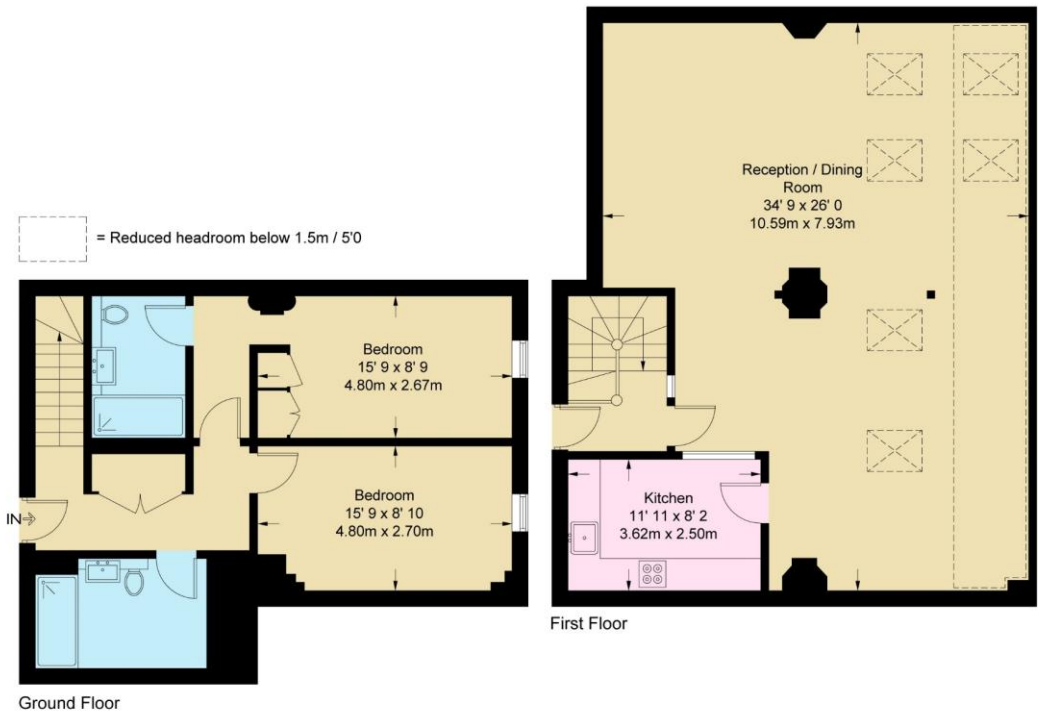 = Reduced headroom below 1.5m / 5'0
Bedroom
15' 9 x 8' 9
4.80m x 2.67m
Bedroom
15' 9 x 8' 10
4.80m x 2.70m
IN
Ground Floor
Reception / Dining
Room
34' 9 x 26' 0
10.59m x 7.93m
Kitchen
11' 11 x 8' 2
3.62m x 2.50m
First Floor